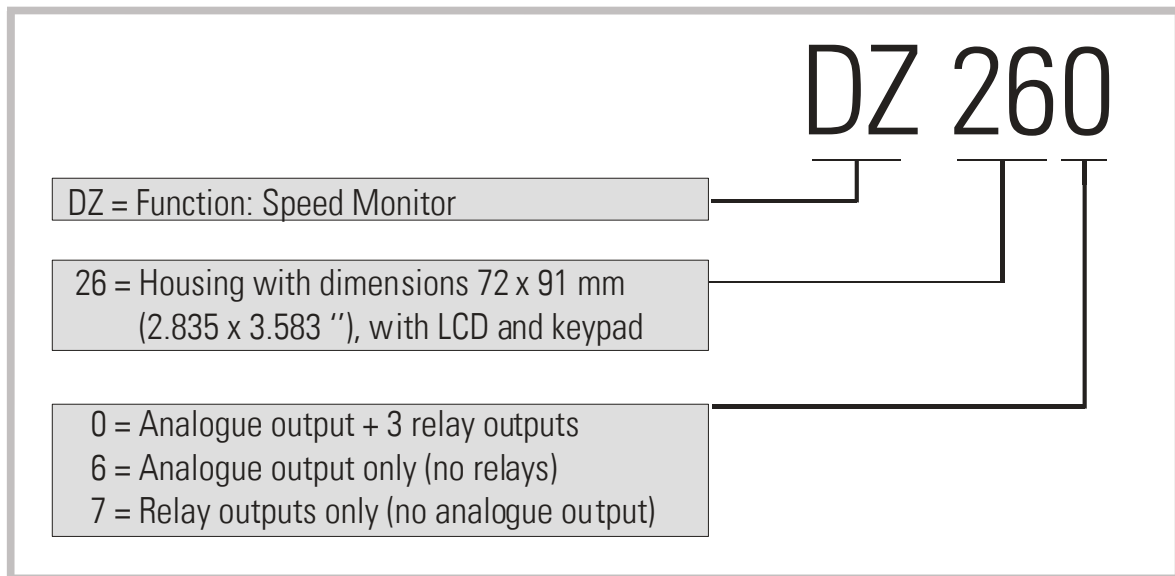 DZ 260
DZ = Function: Speed Monitor
26 = Housing with dimensions 72 x 91 mm
(2.835 x 3.583 ’’), with LCD and keypad
0 = Analogue output + 3 relay outputs
6 = Analogue output only (no relays)
7 = Relay outputs only (no analogue output)